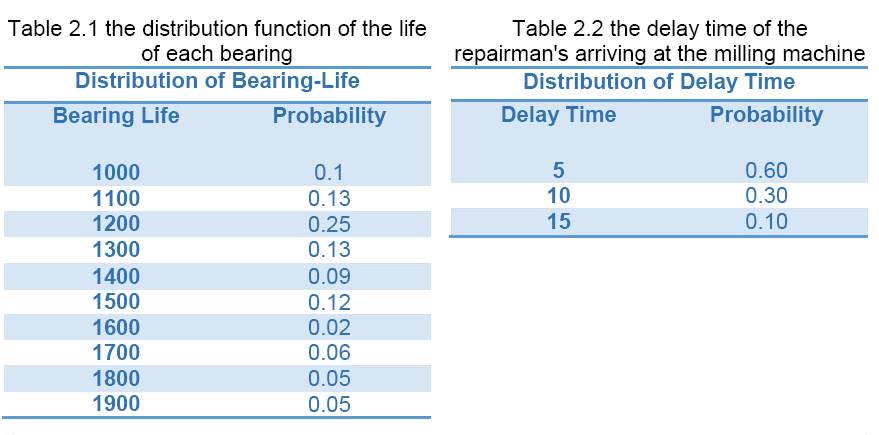 Table 2.1 the distribution function of the life
of each bearing
Distribution of Bearing-Life
Bearing Life Probability
1000 0.1
1100 0.13
1200 0.25
1300 0.13
1400 0.09
1500 0.12
1600 0.02
1700 0.06
1800 0.05
1900 0.05
Table 2.2 the delay time of the
repairman's arriving at the milling machine
Distribution of Delay Time
Delay Time Probability
5 0.60
10 0.30
15 0.10